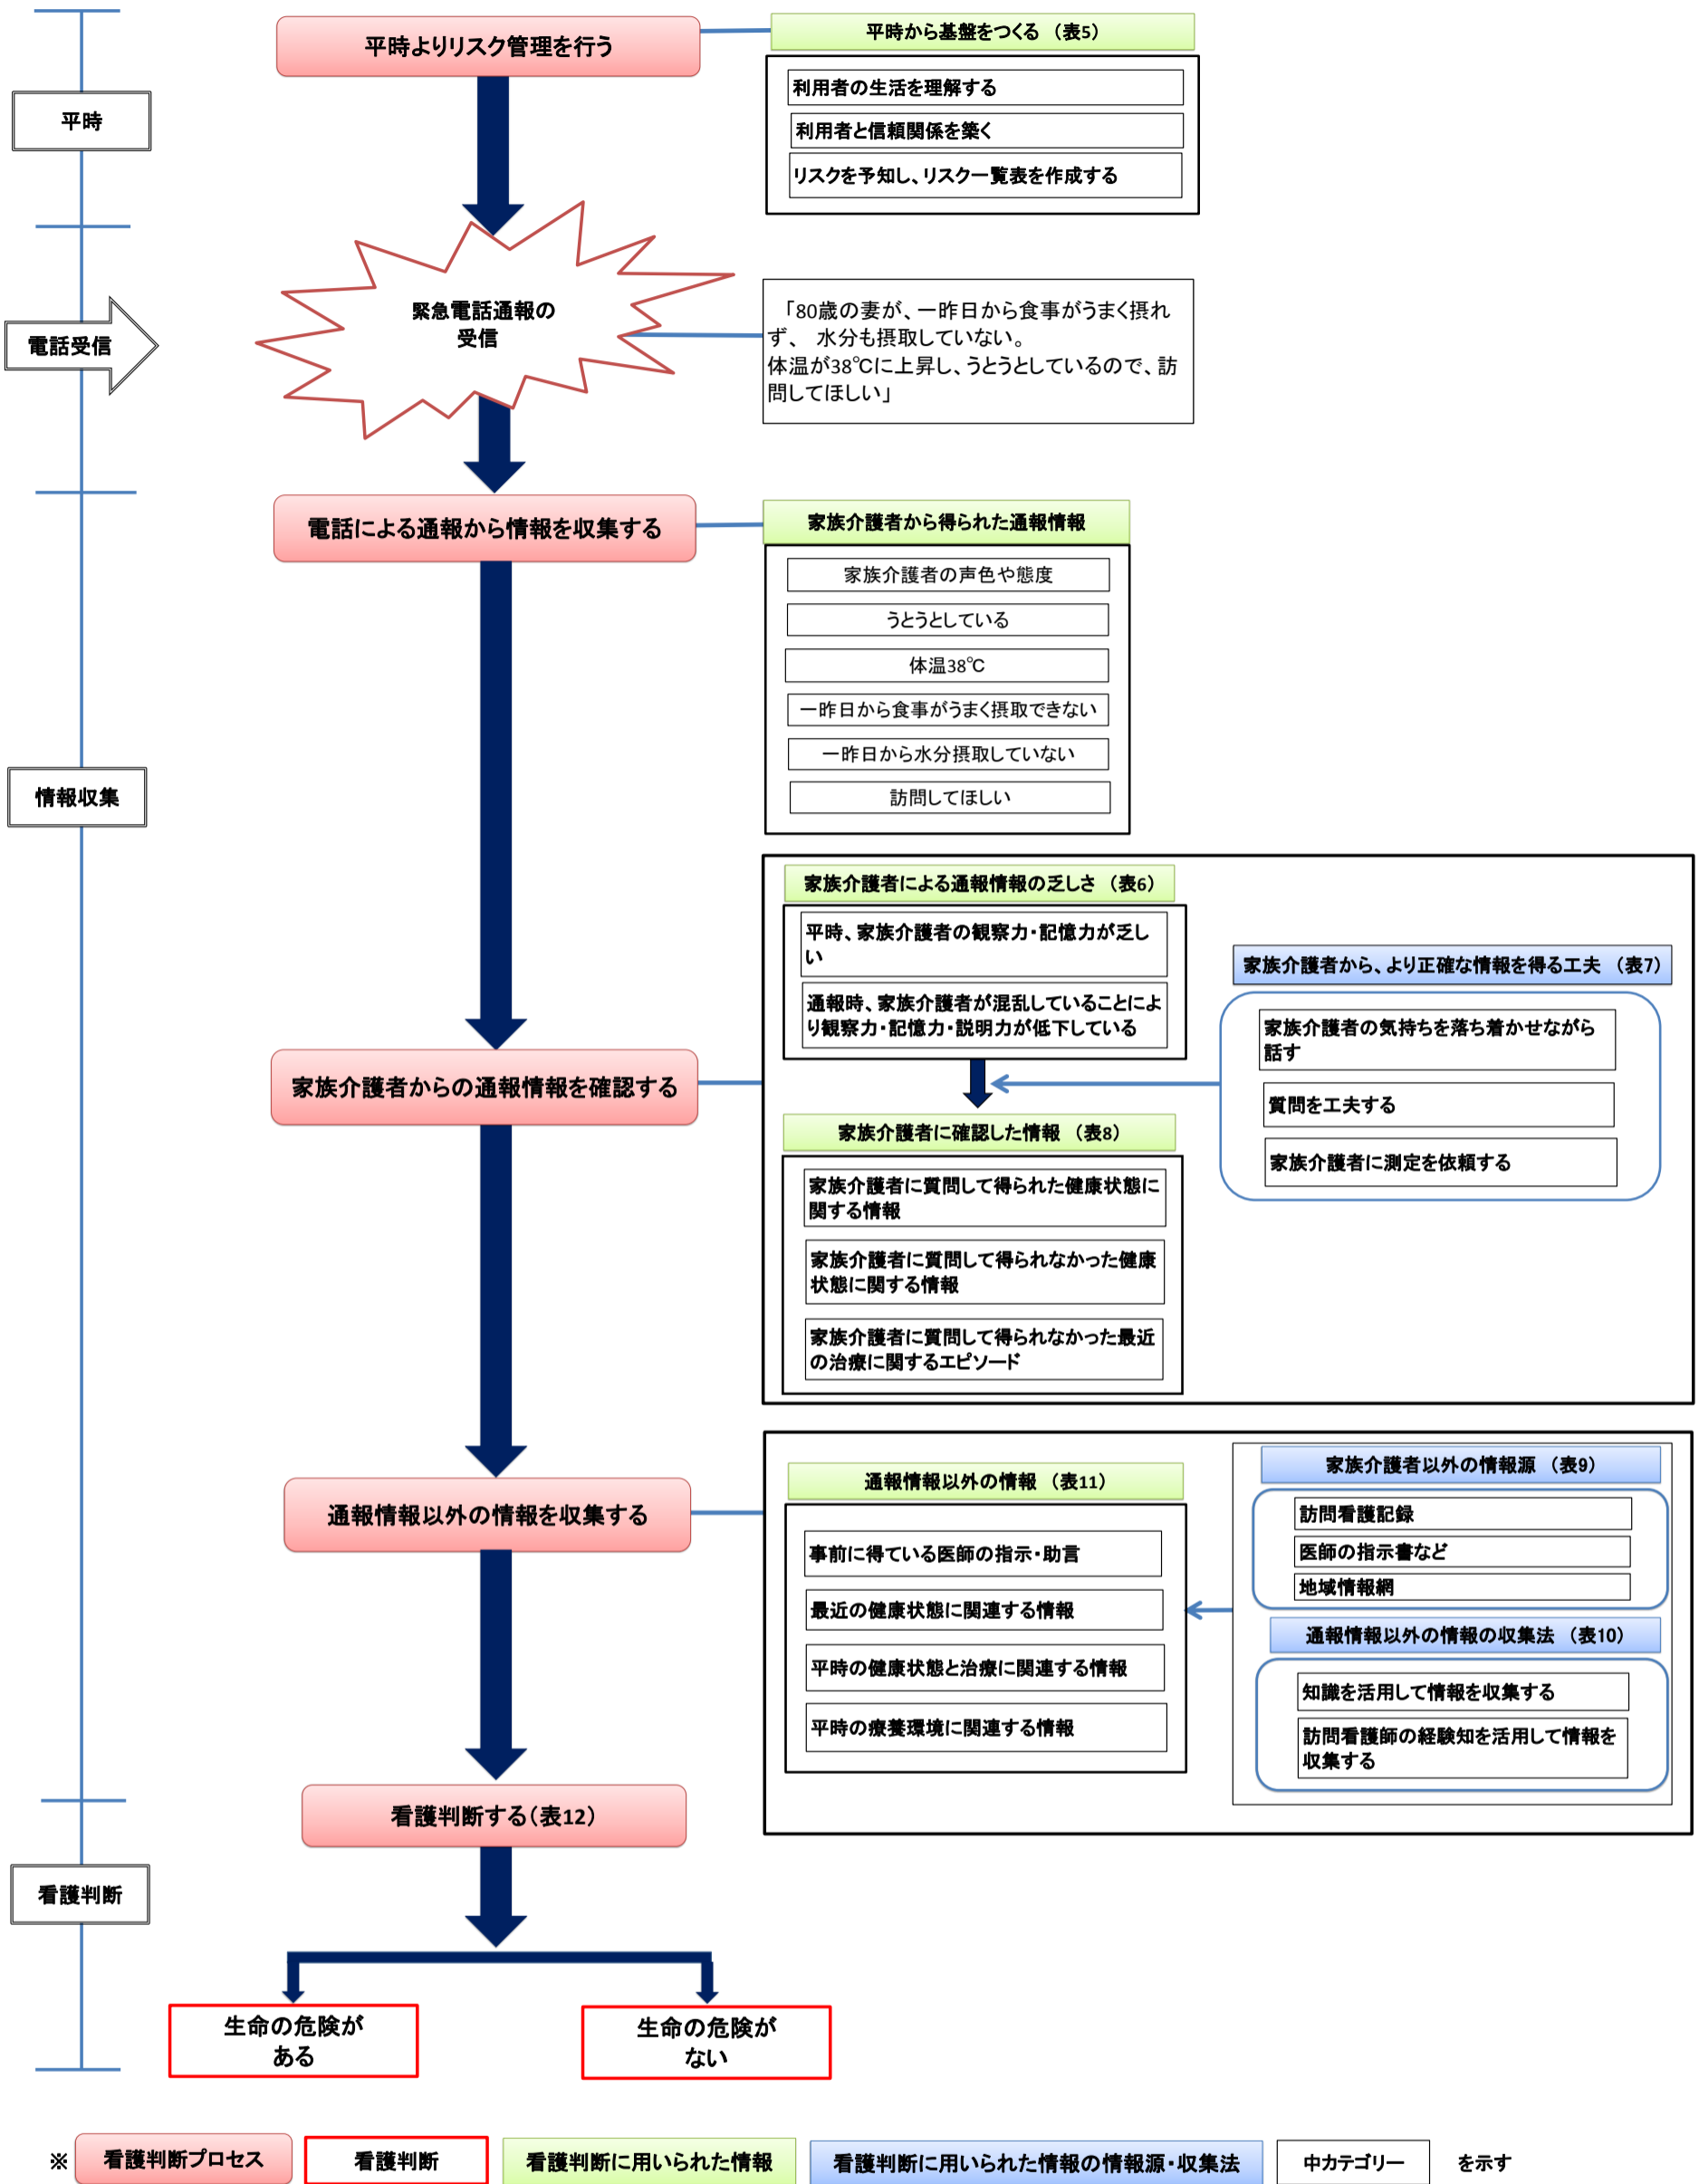 平時よりリスク管理を行う
平時から基盤をつくる （表5）
利用者の生活を理解する
平時
利用者と信頼関係を築く
リスクを予知し、リスク一覧表を作成する
緊急電話通報の
受信
電話受信
「80歳の妻が、一昨日から食事がうまく摂れ
ず、 水分も摂取していない。
体温が38℃に上昇し、うとうとしているので、訪
問してほしい」
電話による通報から情報を収集する
家族介護者から得られた通報情報
家族介護者の声色や態度
うとうとしている
体温38℃
一昨日から食事がうまく摂取できない
一昨日から水分摂取していない
訪問してほしい
情報収集
家族介護者による通報情報の乏しさ （表6）
平時、家族介護者の観察力・記憶力が乏し
い
通報時、家族介護者が混乱していることによ
り観察力・記憶力・説明力が低下している
家族介護者から、より正確な情報を得る工夫 （表7）
家族介護者の気持ちを落ち着かせながら
話す
質問を工夫する
家族介護者に測定を依頼する
家族介護者からの通報情報を確認する
家族介護者に確認した情報 （表8）
家族介護者に質問して得られた健康状態に
関する情報
家族介護者に質問して得られなかった健康
状態に関する情報
家族介護者に質問して得られなかった最近
の治療に関するエピソード
通報情報以外の情報を収集する
通報情報以外の情報 （表11）
事前に得ている医師の指示・助言
最近の健康状態に関連する情報
平時の健康状態と治療に関連する情報
平時の療養環境に関連する情報
家族介護者以外の情報源 （表9）
訪問看護記録
医師の指示書など
地域情報網
通報情報以外の情報の収集法 （表10）
知識を活用して情報を収集する
訪問看護師の経験知を活用して情報を
収集する
看護判断する（表12）
看護判断
生命の危険が
ある
生命の危険が
ない
※ 看護判断プロセス 看護判断 看護判断に用いられた情報 看護判断に用いられた情報の情報源・収集法 中カテゴリー を示す